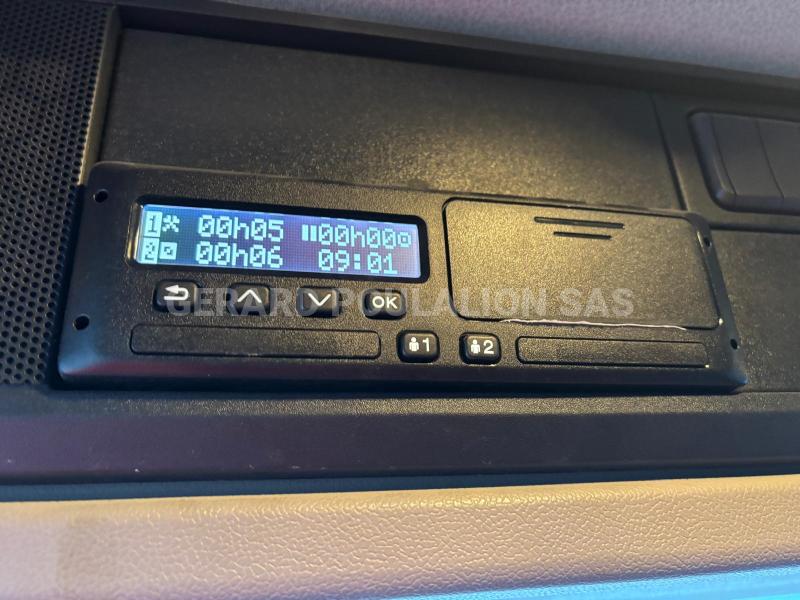 1 00h05 00h00
2 00h06 09:01
GERARD POULALION SAS
OK
1 2